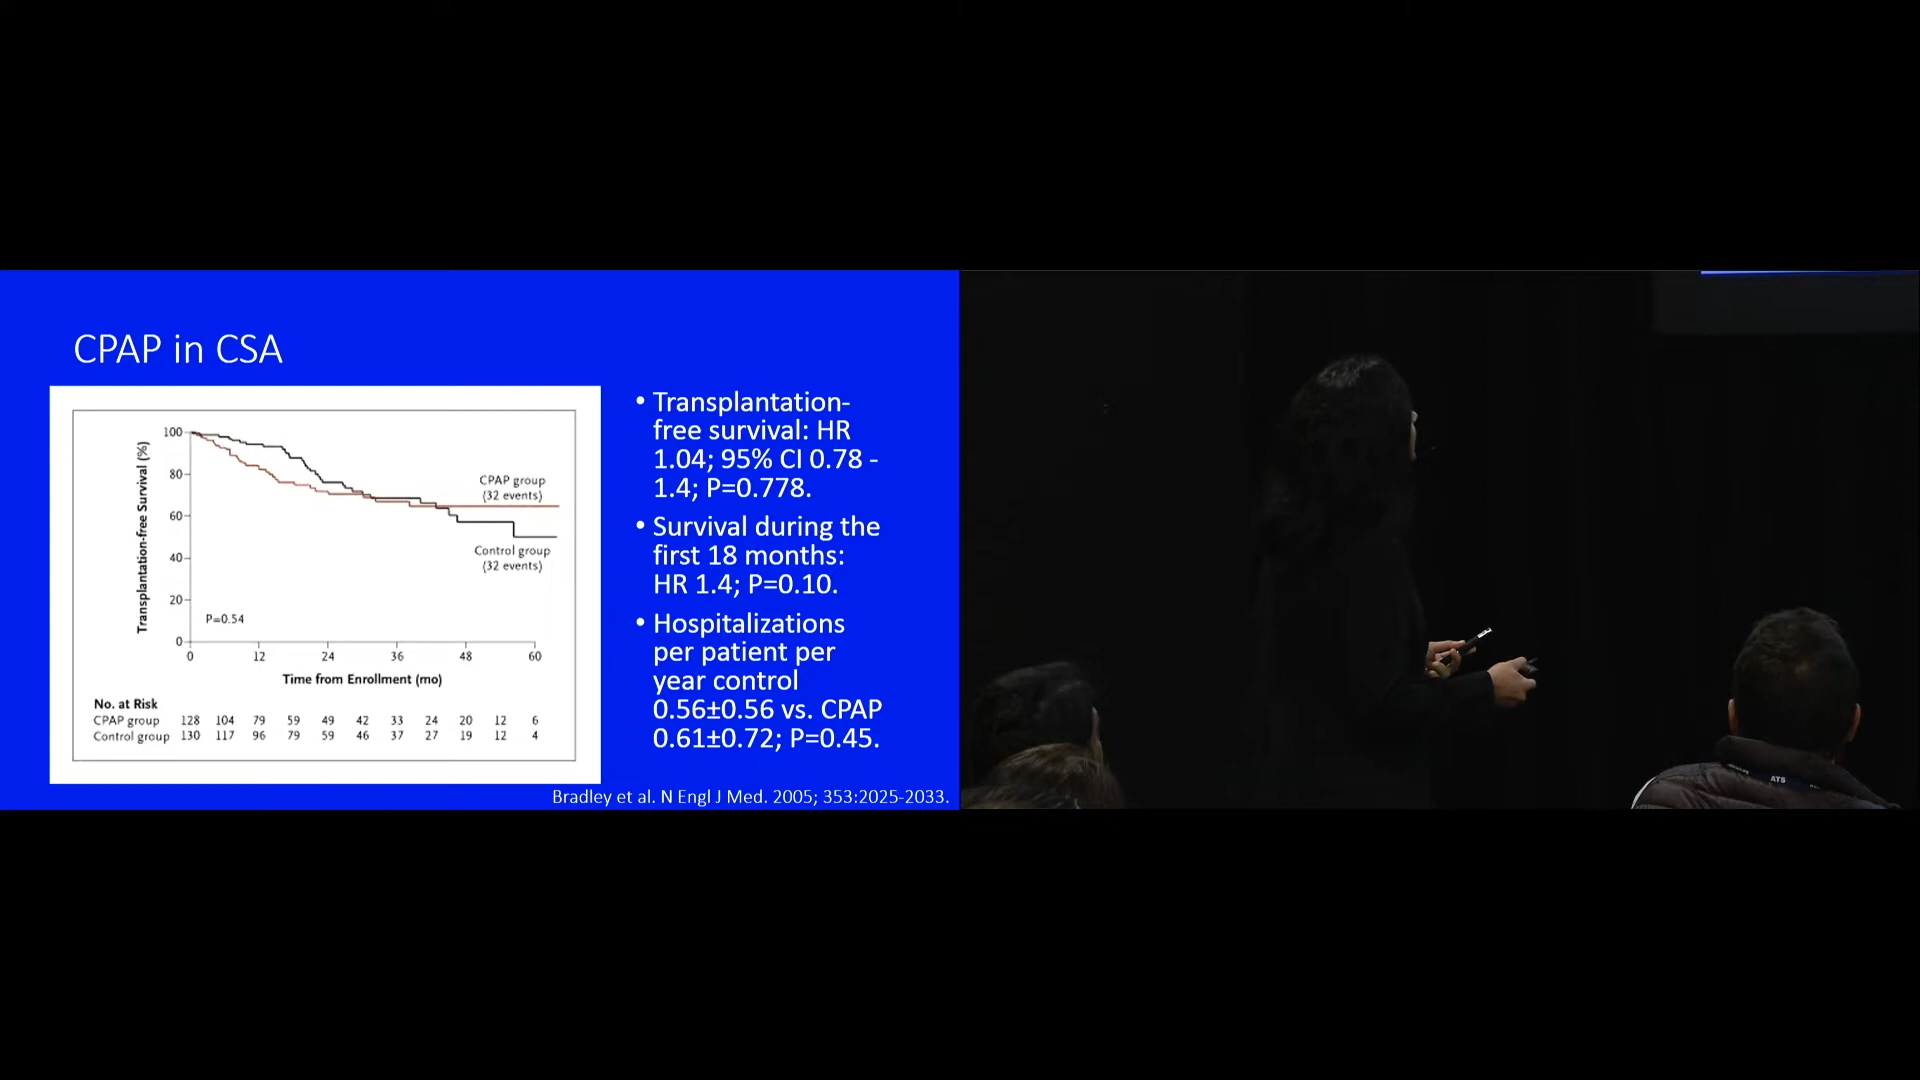 CPAP in CSA
100
80
60
40
20
0
Transplantation-free Survival (%)
CPAP group
(32 events)
Control group
(32 events)
P=0.54
0 12 24 36 48 60
Time from Enrollment (mo)
No. at Risk
CPAP group 128 104 79 59 49 42 33 24 20 12 6
Control group 130 117 96 79 59 46 37 27 19 12 4
• Transplantation-
free survival: HR
1.04; 95% CI 0.78 -
1.4; P=0.778.
• Survival during the
first 18 months:
HR 1.4; P=0.10.
• Hospitalizations
per patient per
year control
0.56±0.56 vs. CPAP
0.61±0.72; P=0.45.
Bradley et al. N Engl J Med. 2005; 353:2025-2033.
ATS